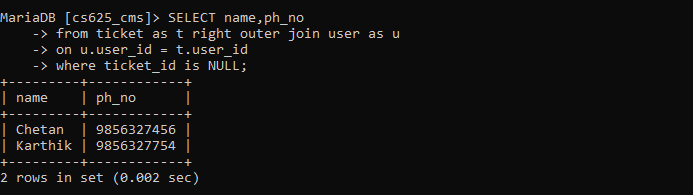 MariaDB [cs625_cms]> SELECT name,ph_no
    -> from ticket as t right outer join user as u
    -> on u.user_id = t.user_id
    -> where ticket_id is NULL;
+---------+------------+
| name    | ph_no      |
+---------+------------+
| Chetan  | 9856327456 |
| Karthik | 9856327754 |
+---------+------------+
2 rows in set (0.002 sec)